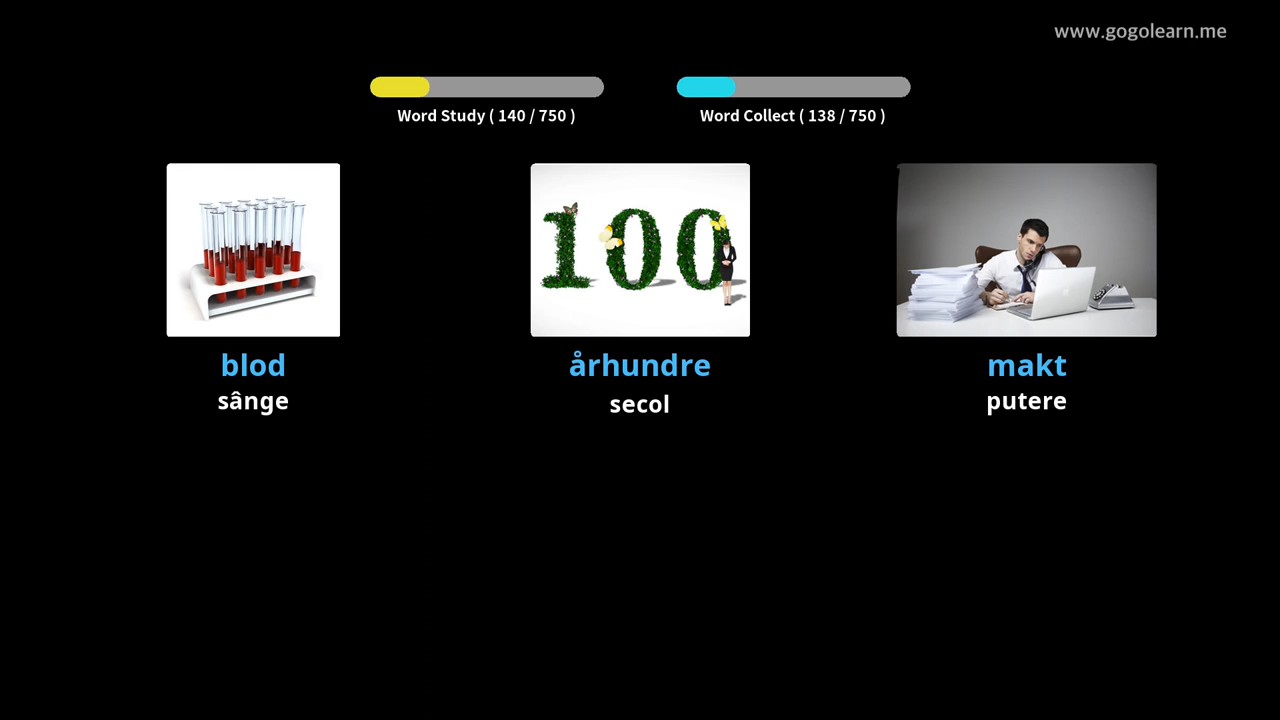 www.gogolearn.me
Word Study ( 140 / 750 )
Word Collect ( 138 / 750 )
100
blod
århundre
makt
sânge
secol
putere